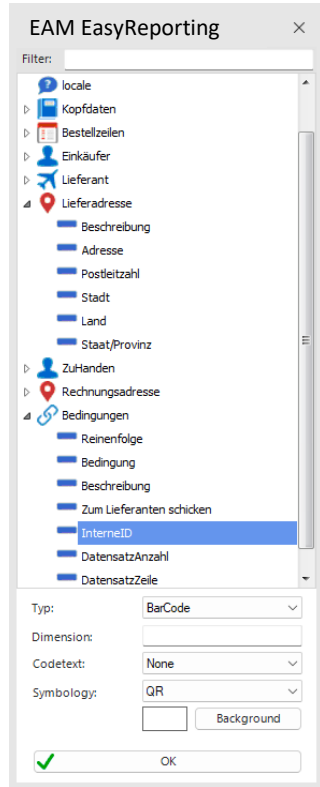 EAM EasyReporting
Filter:
locale
Kopfdaten
Bestellzeilen
Einkäufer
Lieferant
Lieferadresse
Beschreibung
Adresse
Postleitzahl
Stadt
Land
Staat/Provinz
ZuHanden
Rechnungsadresse
Bedingungen
Reinenfolge
Bedingung
Beschreibung
Zum Lieferanten schicken
InterneID
DatensatzAnzahl
DatensatzZeile
Typ: BarCode
Dimension:
Codetext: None
Symbology: QR
Background
OK